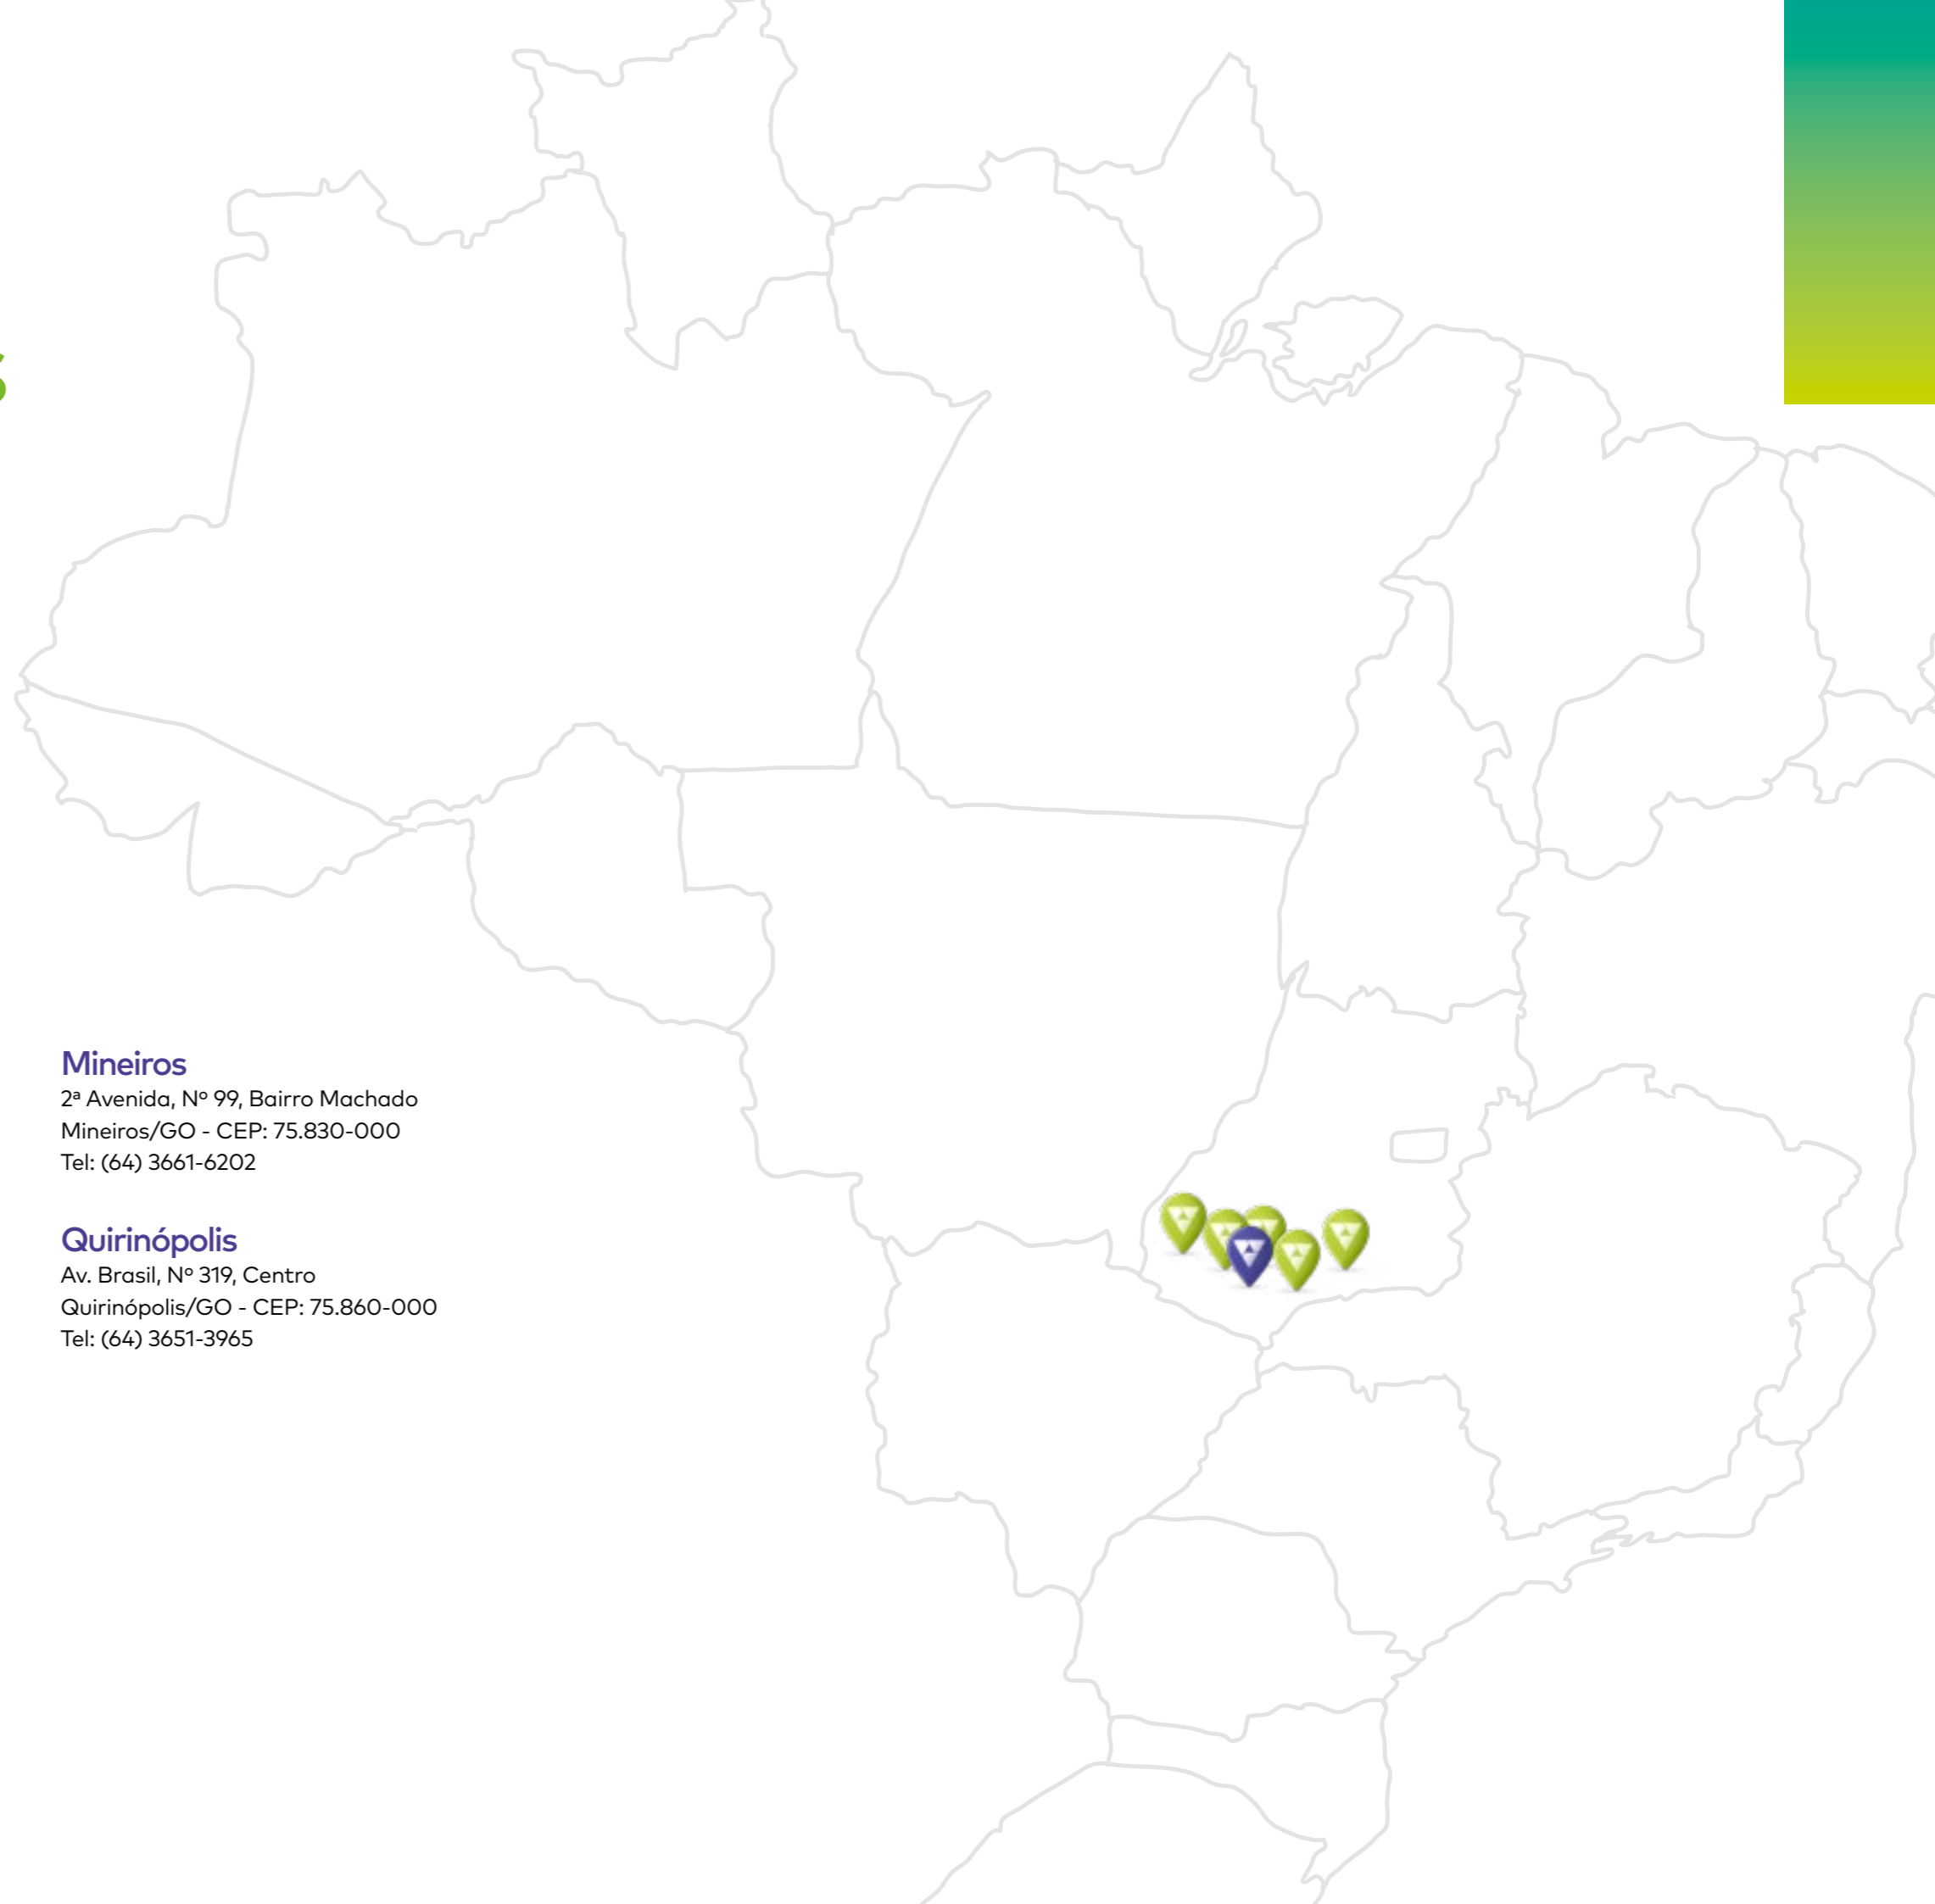 Mineiros
2ª Avenida, Nº 99, Bairro Machado
Mineiros/GO - CEP: 75.830-000
Tel: (64) 3661-6202
Quirinópolis
Av. Brasil, Nº 319, Centro
Quirinópolis/GO - CEP: 75.860-000
Tel: (64) 3651-3965